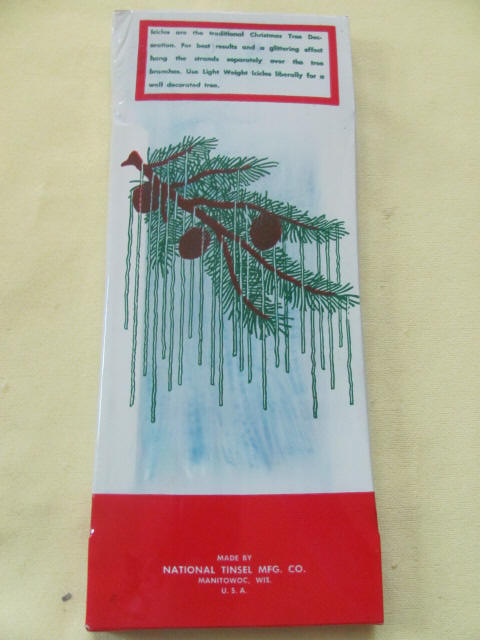 Icicles are the traditional Christmas Tree Dec-
oration. For best results and a glittering effect
hang the strands separately over the tree
branches. Use Light Weight Icicles liberally for a
well decorated tree.
MADE BY
NATIONAL TINSEL MFG. CO.
MANITOWOC, WIS.
U. S. A.